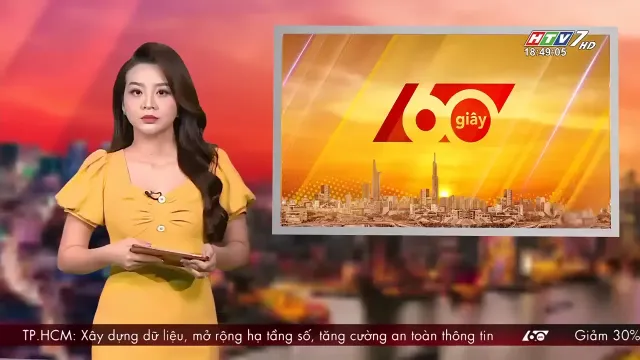 HTV7 HD
18:49:05
60 giây
TP.HCM: Xây dựng dữ liệu, mở rộng hạ tầng số, tăng cường an toàn thông tin 60 Giảm 30%